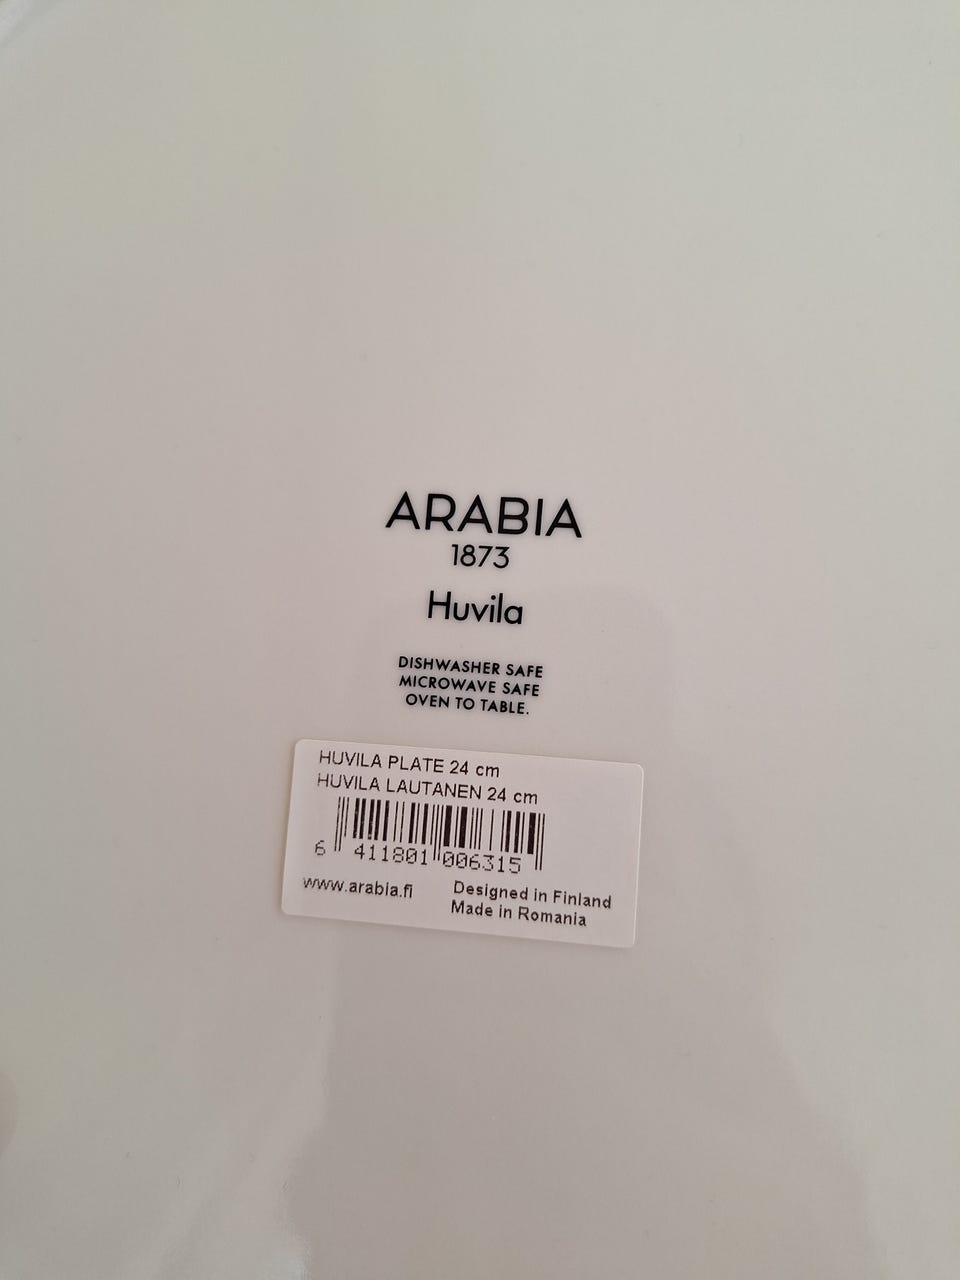 ARABIA
1873
Huvila
DISHWASHER SAFE
MICROWAVE SAFE
OVEN TO TABLE.
HUVILA PLATE 24 cm
HUVILA LAUTANEN 24 cm
6 411801 006315
www.arabia.fi
Designed in Finland
Made in Romania